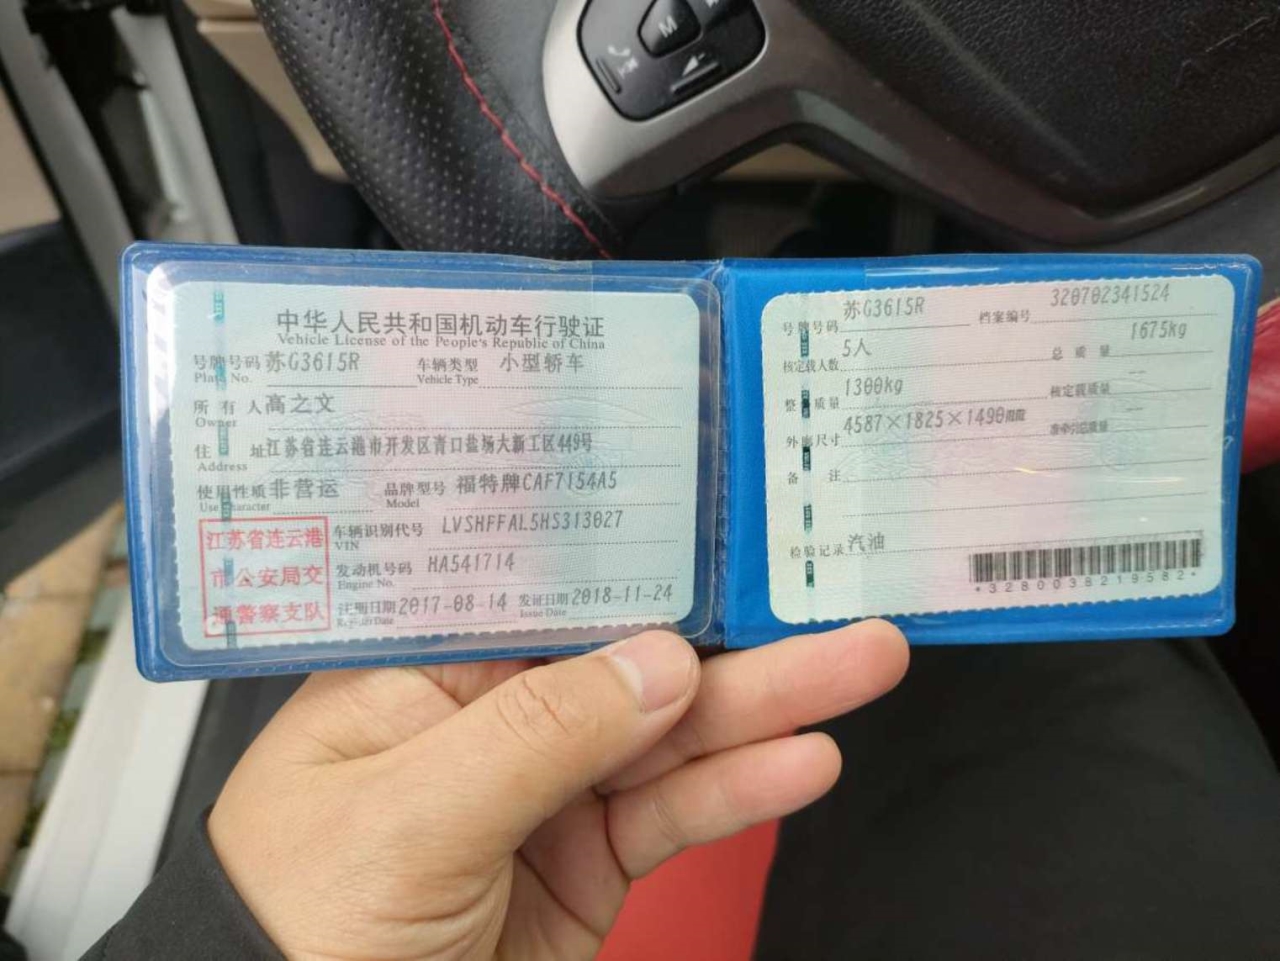 中华人民共和国机动车行驶证
Vehicle License of the People's Republic of China
号牌号码 苏G3615R 车辆类型 小型轿车
Plate No. Vehicle Type
所有人 高之文
Owner
住址 江苏省连云港市开发区青口盐场大新工区449号
Address
使用性质 非营运 品牌型号 福特牌CAF7154A5
Use Character Model
江苏省连云港
市公安局交
通警察支队
车辆识别代号 LVSHFFAL5HS313027
VIN
发动机号码 HA541714
Engine No.
注册日期 2017-08-14 发证日期 2018-11-24
Register Date Issue Date
号牌号码 苏G3615R 档案编号 320702341524
核定载人数 5人 总质量 1675kg
整备质量 1300kg 核定载质量 --
外廓尺寸 4587×1825×1490mm 准牵引总质量 --
备注
检验记录 汽油
*3280038219582*
M